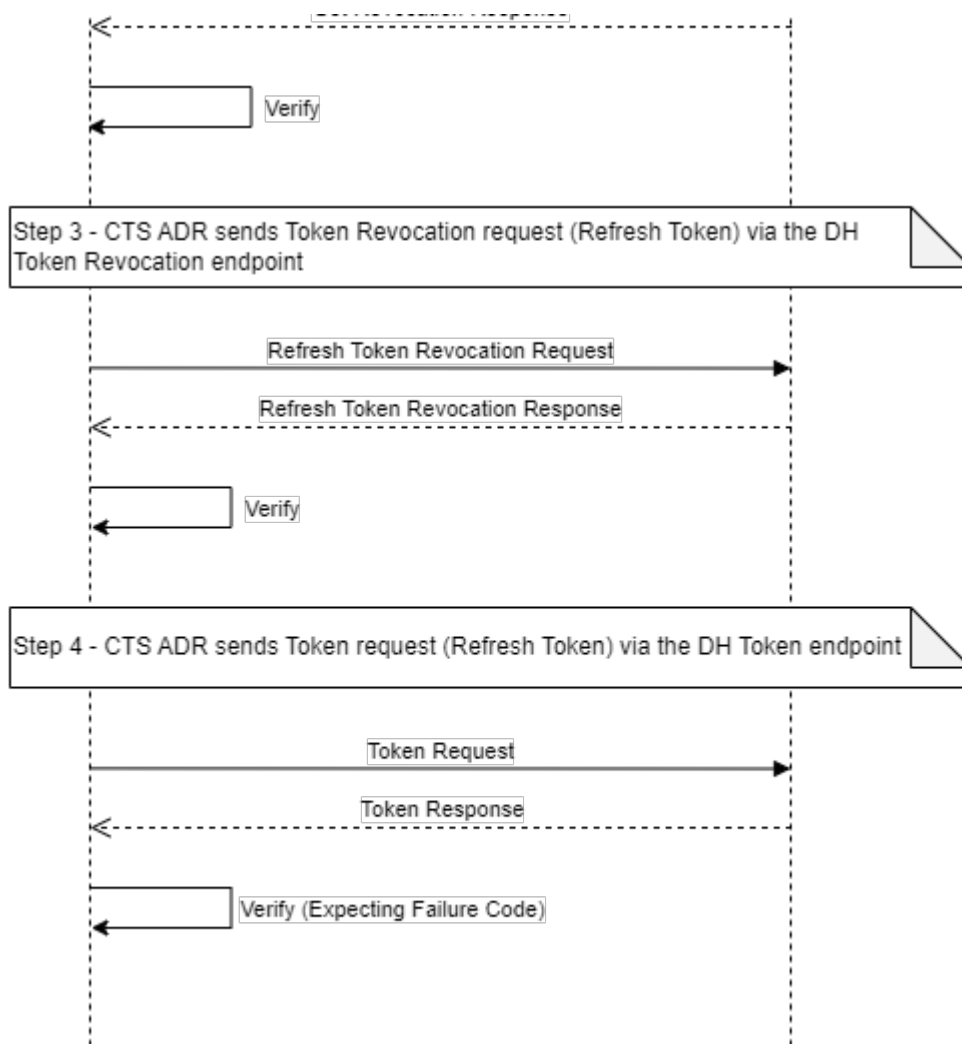 Revocation Response
Verify
Step 3 - CTS ADR sends Token Revocation request (Refresh Token) via the DH
Token Revocation endpoint
Refresh Token Revocation Request
Refresh Token Revocation Response
Verify
Step 4 - CTS ADR sends Token request (Refresh Token) via the DH Token endpoint
Token Request
Token Response
Verify (Expecting Failure Code)